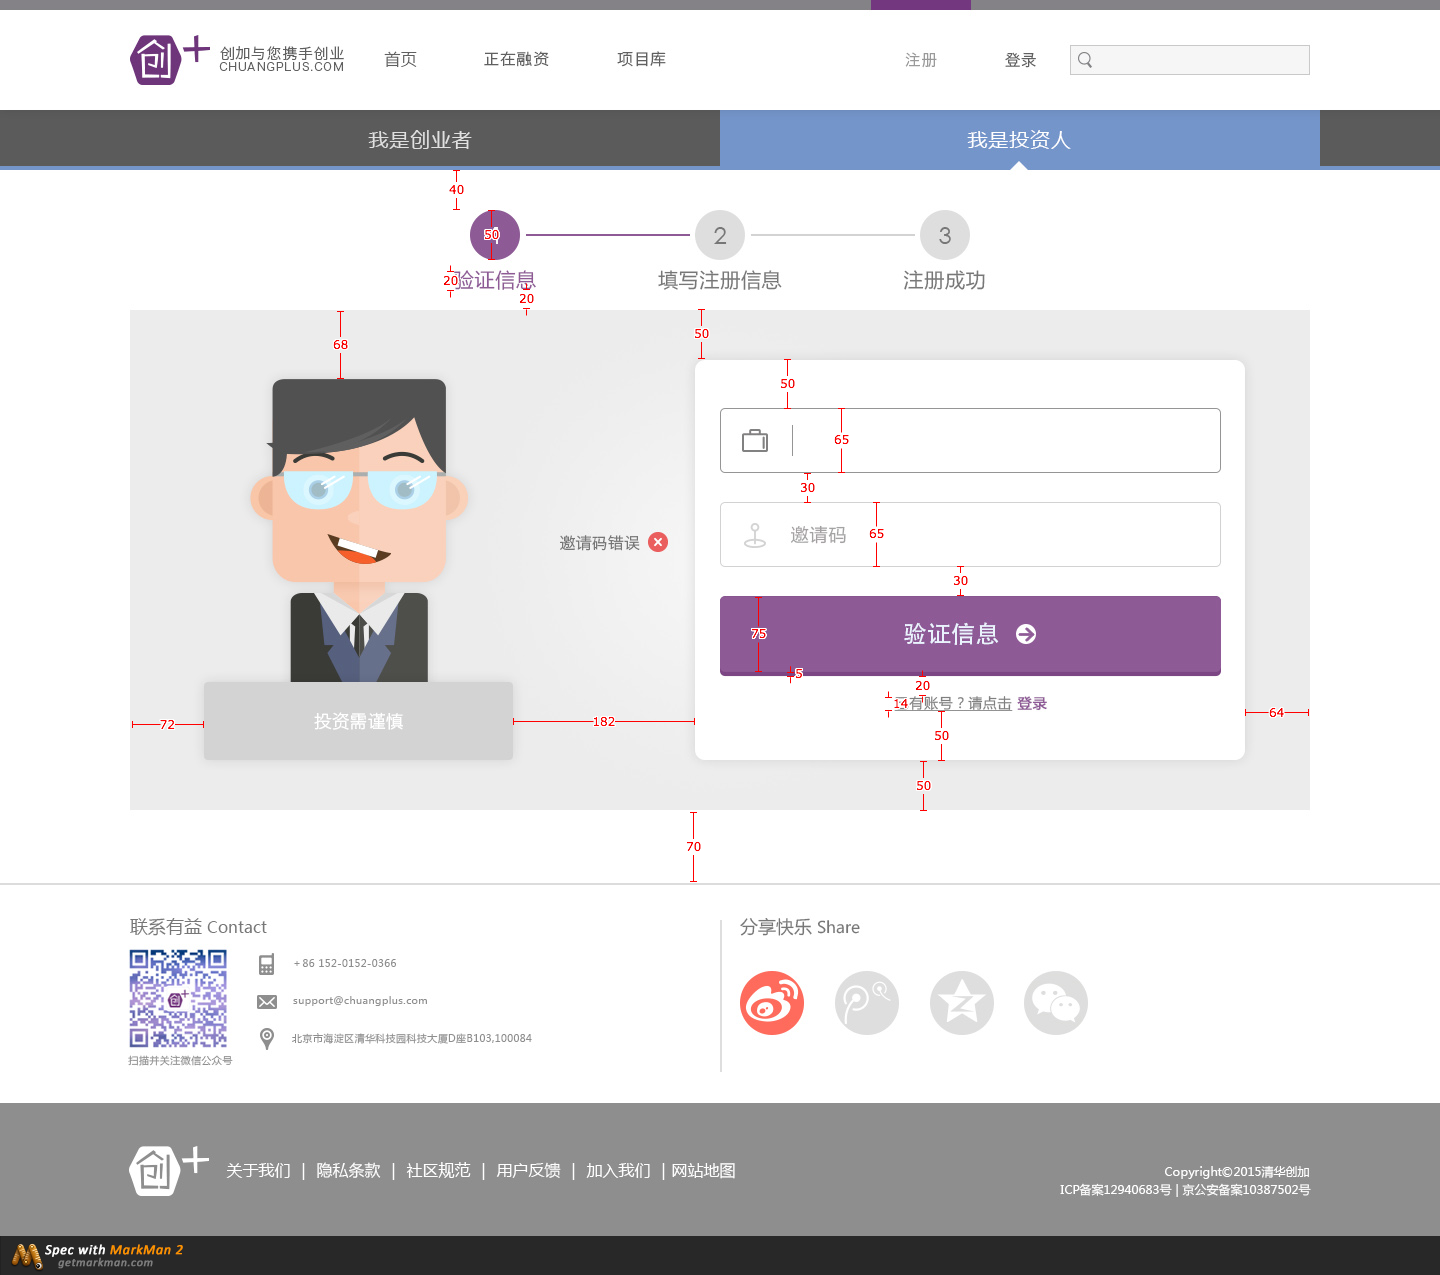 创加与您携手创业
CHUANGPLUS.COM
首页
正在融资
项目库
注册
登录
我是创业者
我是投资人
40
50
2
3
20
验证信息
填写注册信息
注册成功
20
68
50
50
65
30
邀请码错误
邀请码
65
30
75
验证信息
5
20
14
有账号？请点击 登录
投资需谨慎
72
182
64
50
50
70
联系有益 Contact
分享快乐 Share
创+
+86 152-0152-0366
support@chuangplus.com
北京市海淀区清华科技园科技大厦D座B103,100084
扫描并关注微信公众号
创+
关于我们 | 隐私条款 | 社区规范 | 用户反馈 | 加入我们 | 网站地图
Copyright©2015清华创加
ICP备案12940683号 | 京公安备案10387502号
Spec with MarkMan 2
getmarkman.com